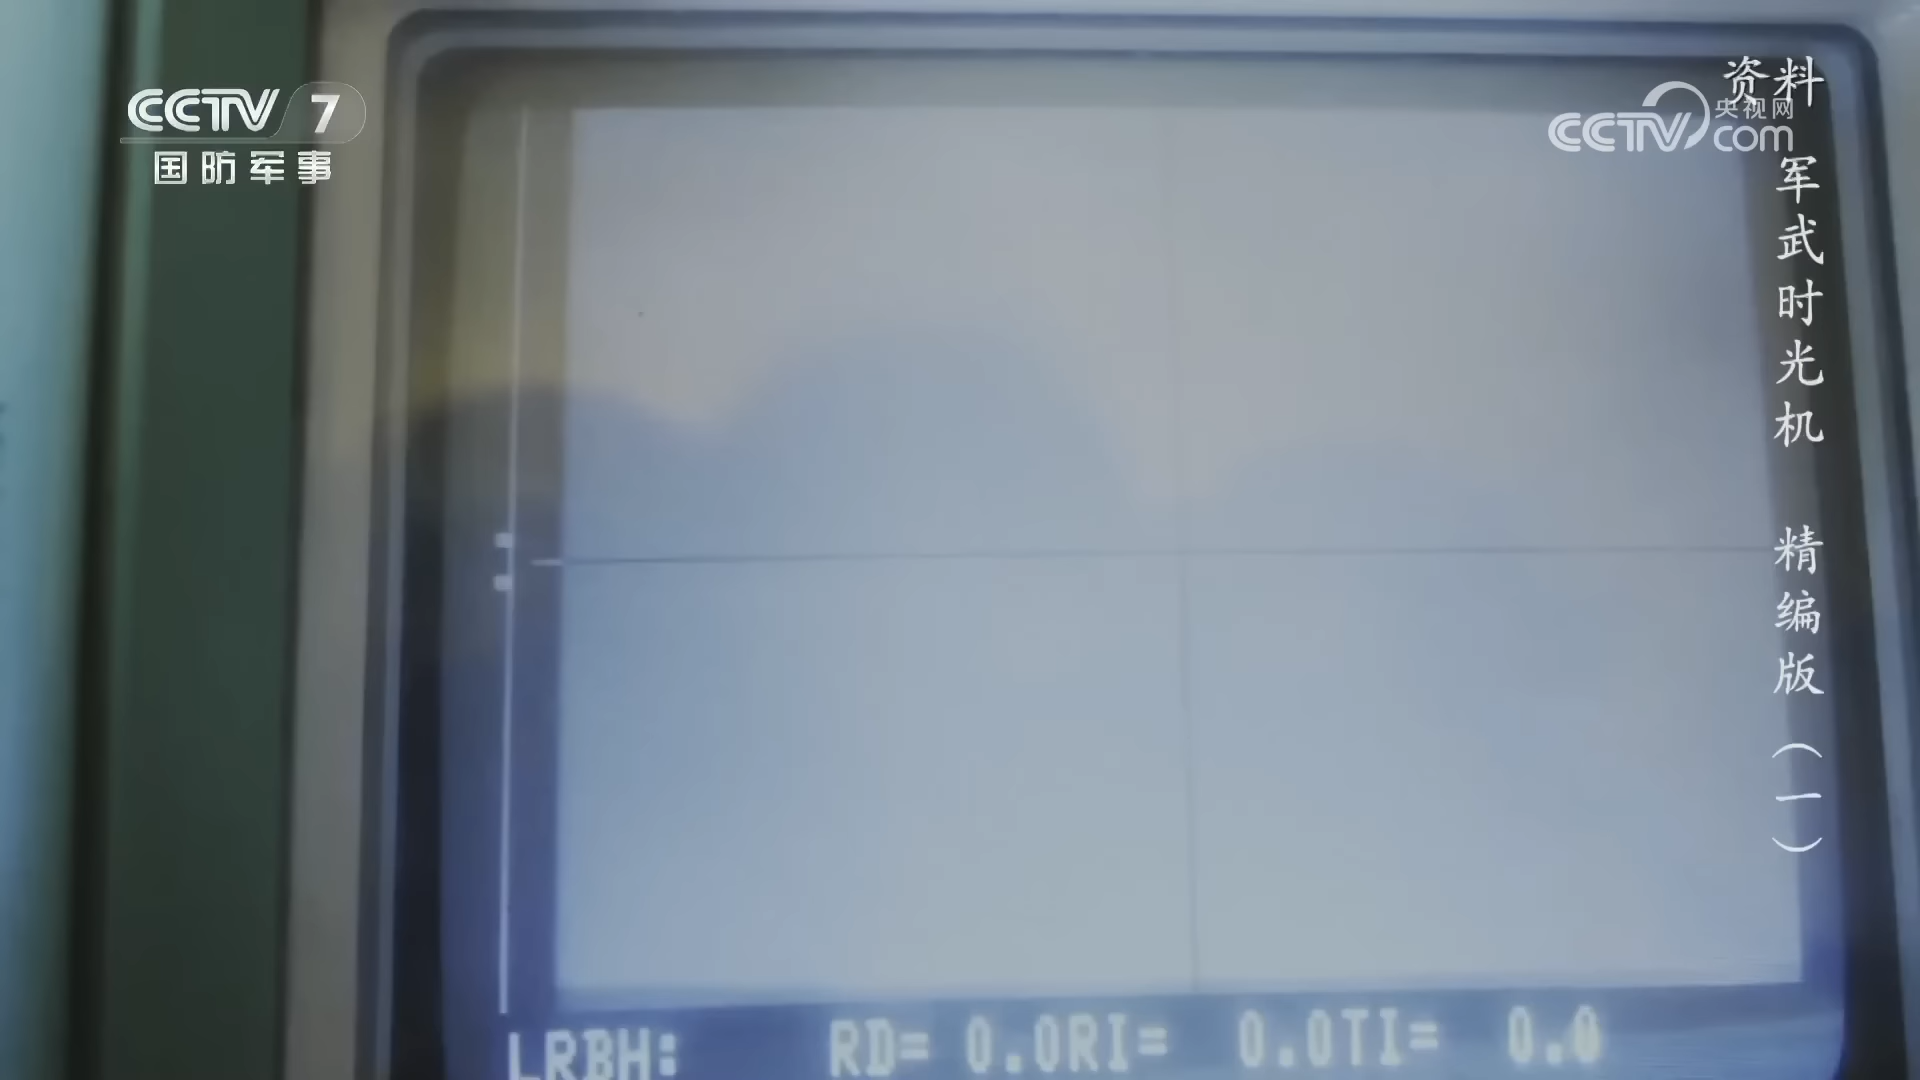 CCTV 7
国防军事
资料
央视网
CCTV com
军武时光机 精编版（一）
LRBH: RD= 0.0RI= 0.0TI= 0.0